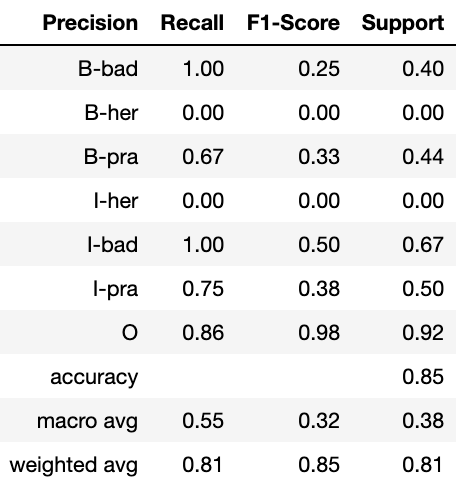 Precision Recall F1-Score Support
B-bad 1.00 0.25 0.40
B-her 0.00 0.00 0.00
B-pra 0.67 0.33 0.44
I-her 0.00 0.00 0.00
I-bad 1.00 0.50 0.67
I-pra 0.75 0.38 0.50
O 0.86 0.98 0.92
accuracy 0.85
macro avg 0.55 0.32 0.38
weighted avg 0.81 0.85 0.81